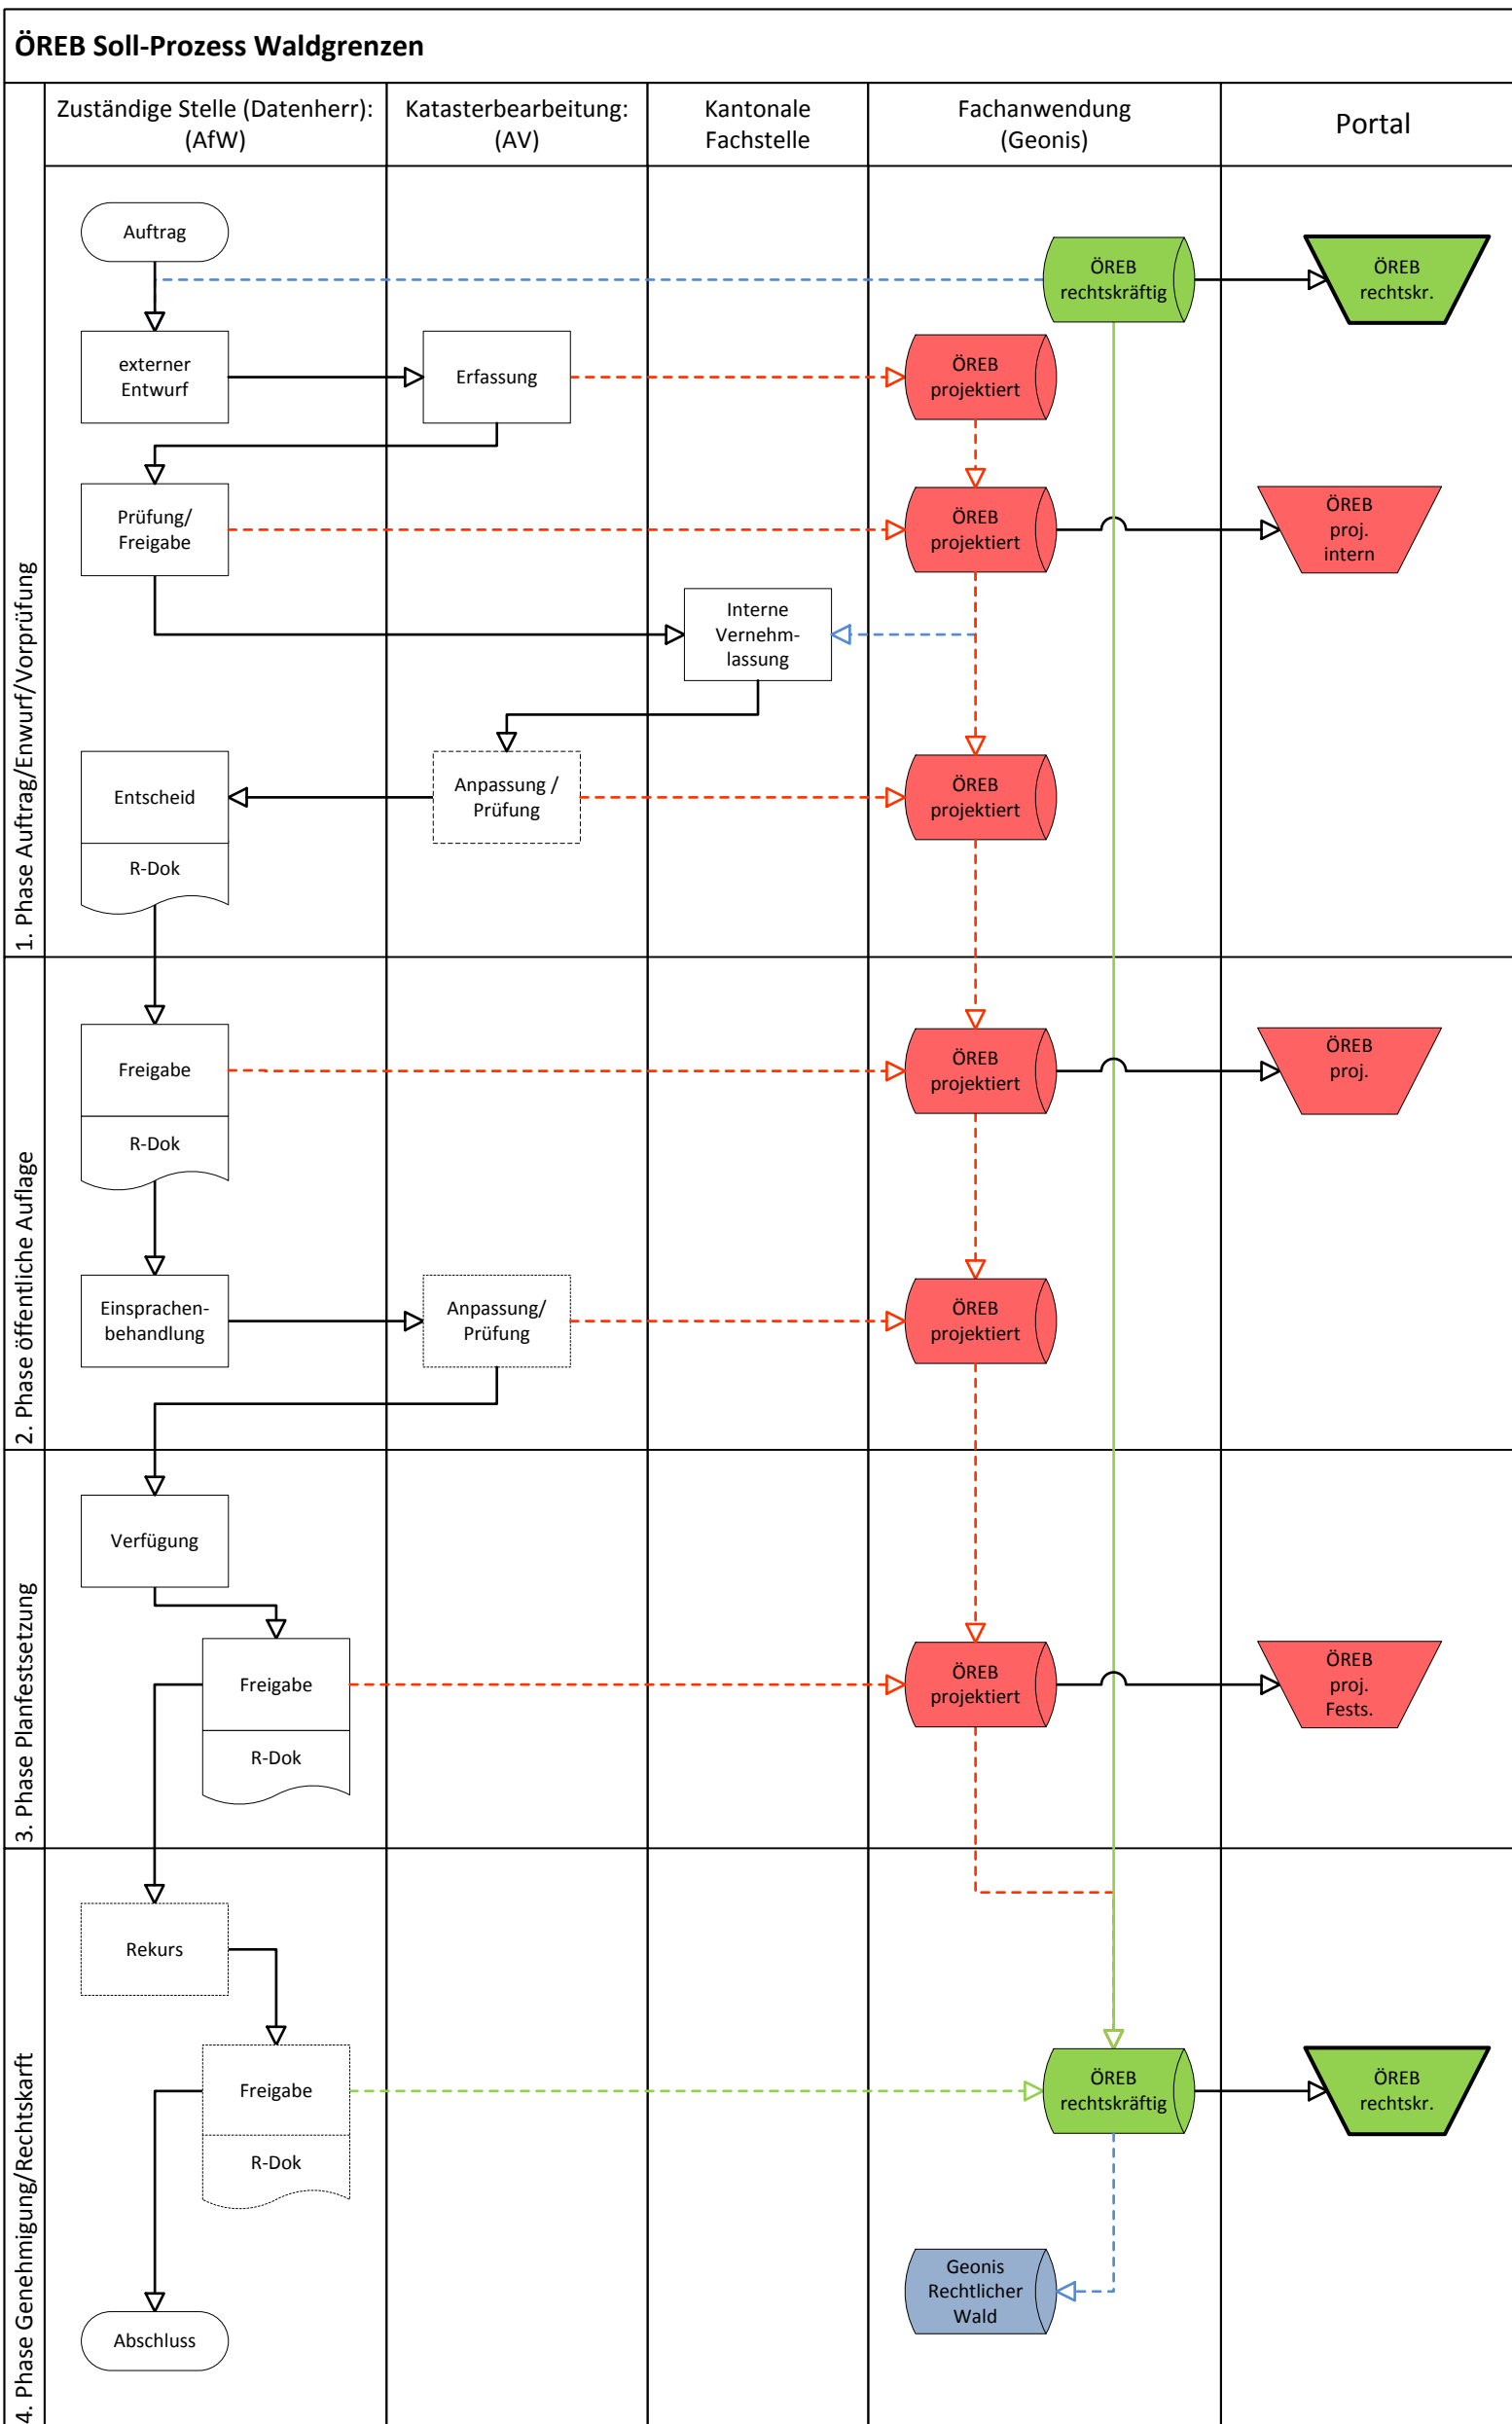 ÖREB Soll-Prozess Waldgrenzen
Zuständige Stelle (Datenherr):
(AfW)
Katasterbearbeitung:
(AV)
Kantonale
Fachstelle
Fachanwendung
(Geonis)
Portal
1. Phase Auftrag/Enwurf/Vorprüfung
Auftrag
ÖREB
rechtskräftig
ÖREB
rechtskr.
externer
Entwurf
Erfassung
ÖREB
projektiert
Prüfung/
Freigabe
ÖREB
projektiert
ÖREB
proj.
intern
Interne
Vernehm-
lassung
Entscheid
R-Dok
Anpassung /
Prüfung
ÖREB
projektiert
2. Phase öffentliche Auflage
Freigabe
R-Dok
ÖREB
projektiert
ÖREB
proj.
Einsprachen-
behandlung
Anpassung/
Prüfung
ÖREB
projektiert
3. Phase Planfestsetzung
Verfügung
Freigabe
R-Dok
ÖREB
projektiert
ÖREB
proj.
Fests.
4. Phase Genehmigung/Rechtskarft
Rekurs
Freigabe
R-Dok
ÖREB
rechtskräftig
ÖREB
rechtskr.
Geonis
Rechtlicher
Wald
Abschluss